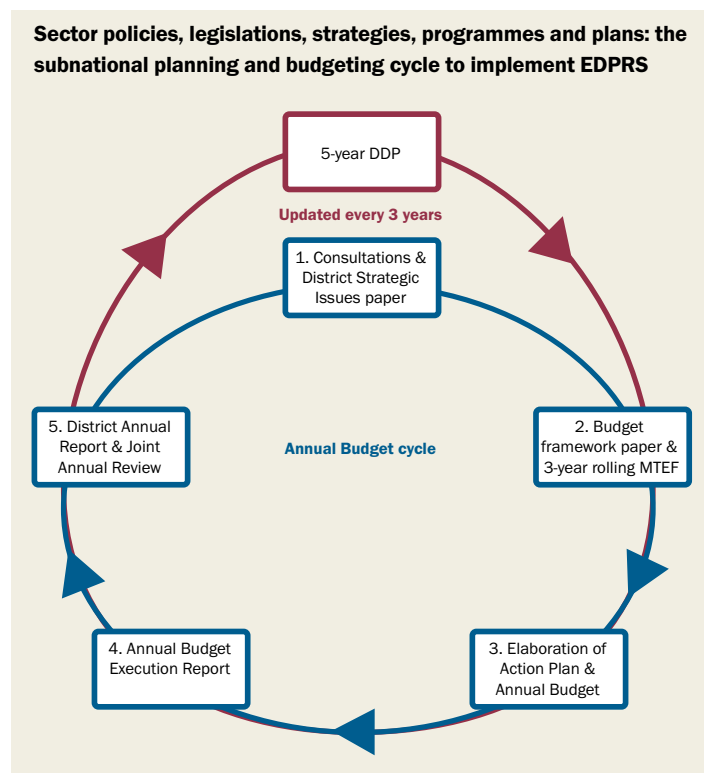 Sector policies, legislations, strategies, programmes and plans: the
subnational planning and budgeting cycle to implement EDPRS
5-year DDP
Updated every 3 years
1. Consultations &
District Strategic
Issues paper
5. District Annual
Report & Joint
Annual Review
Annual Budget cycle
2. Budget
framework paper &
3-year rolling MTEF
4. Annual Budget
Execution Report
3. Elaboration of
Action Plan &
Annual Budget